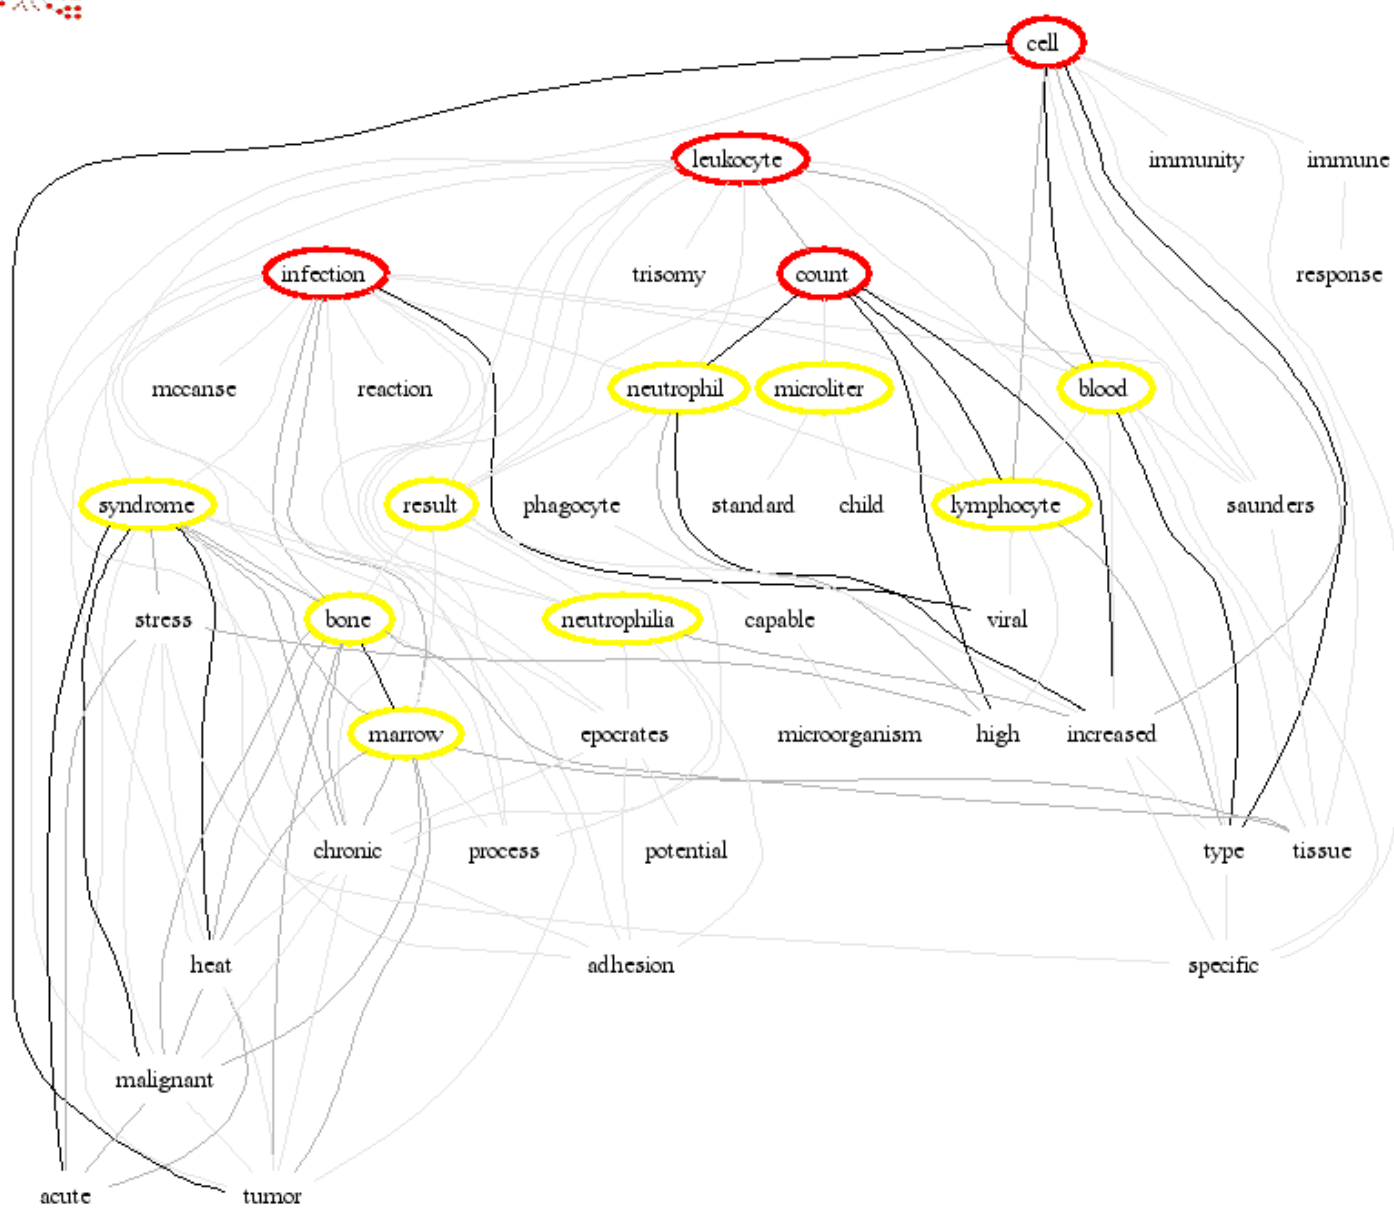 cell
leukocyte immunity immune
infection trisomy count response
mccanse reaction neutrophil microliter blood
syndrome result phagocyte standard child lymphocyte saunders
stress bone neutrophilia capable viral
marrow epocrates microorganism high increased
chronic process potential type tissue
heat adhesion specific
malignant
acute tumor